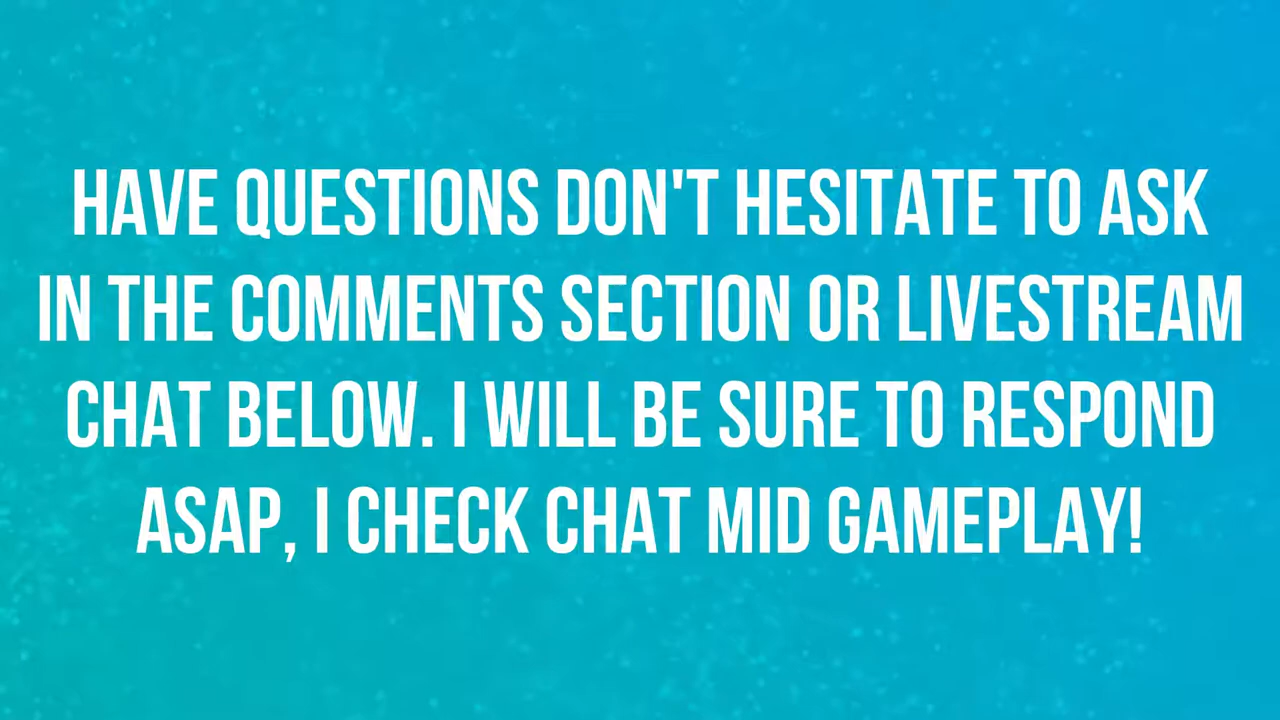 HAVE QUESTIONS DON'T HESITATE TO ASK
IN THE COMMENTS SECTION OR LIVESTREAM
CHAT BELOW. I WILL BE SURE TO RESPOND
ASAP, I CHECK CHAT MID GAMEPLAY!